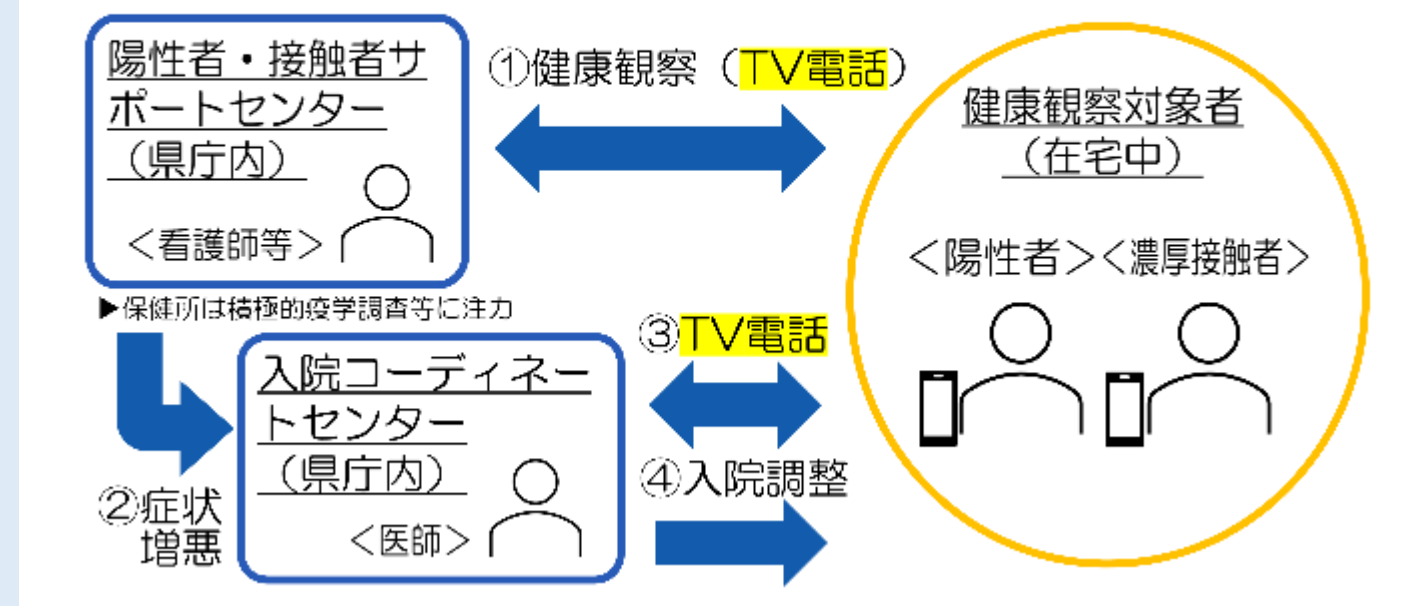 陽性者・接触者サ
ポートセンター
（県庁内）
＜看護師等＞
①健康観察（TV電話）
健康観察対象者
（在宅中）
＜陽性者＞＜濃厚接触者＞
▶保健所は積極的疫学調査等に注力
②症状
増悪
入院コーディネー
トセンター
（県庁内）
＜医師＞
③TV電話
④入院調整